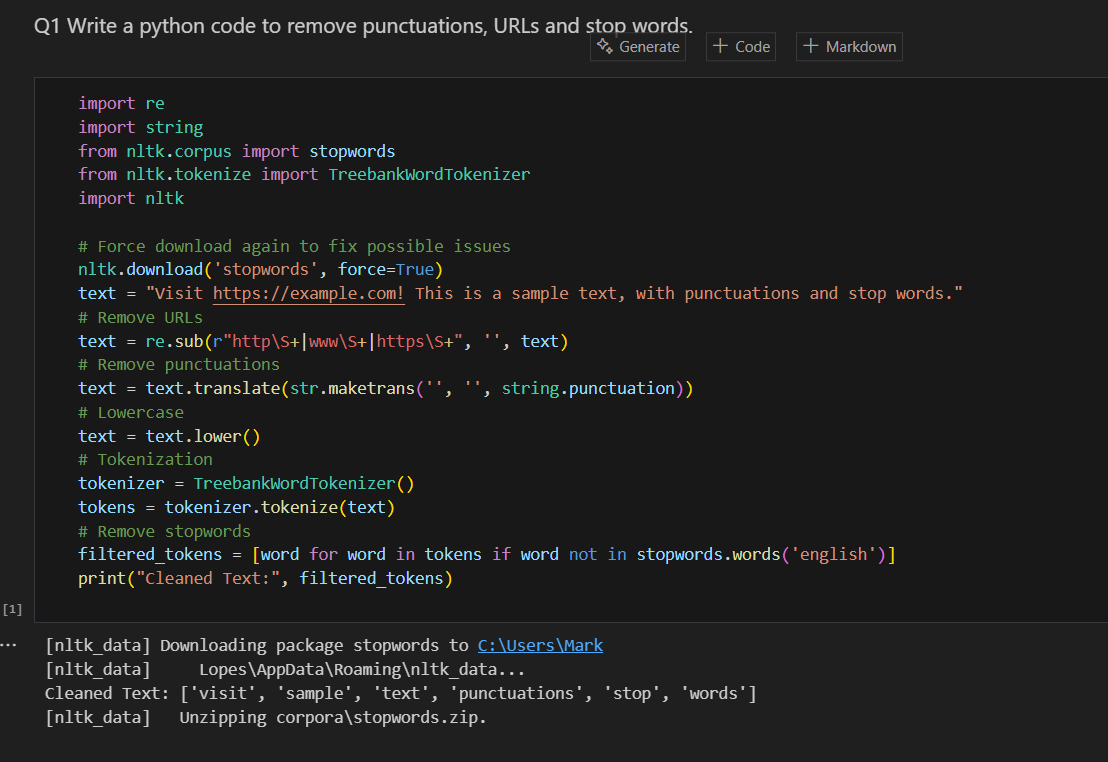 Q1 Write a python code to remove punctuations, URLs and stop words.
Generate
Code
Markdown
import re
import string
from nltk.corpus import stopwords
from nltk.tokenize import TreebankWordTokenizer
import nltk
# Force download again to fix possible issues
nltk.download('stopwords', force=True)
text = "Visit https://example.com! This is a sample text, with punctuations and stop words."
# Remove URLs
text = re.sub(r"http\S+|www\S+|https\S+", '', text)
# Remove punctuations
text = text.translate(str.maketrans('', '', string.punctuation))
# Lowercase
text = text.lower()
# Tokenization
tokenizer = TreebankWordTokenizer()
tokens = tokenizer.tokenize(text)
# Remove stopwords
filtered_tokens = [word for word in tokens if word not in stopwords.words('english')]
print("Cleaned Text:", filtered_tokens)
[1]
[nltk_data] Downloading package stopwords to C:\Users\Mark
[nltk_data]     Lopes\AppData\Roaming\nltk_data...
Cleaned Text: ['visit', 'sample', 'text', 'punctuations', 'stop', 'words']
[nltk_data]   Unzipping corpora\stopwords.zip.